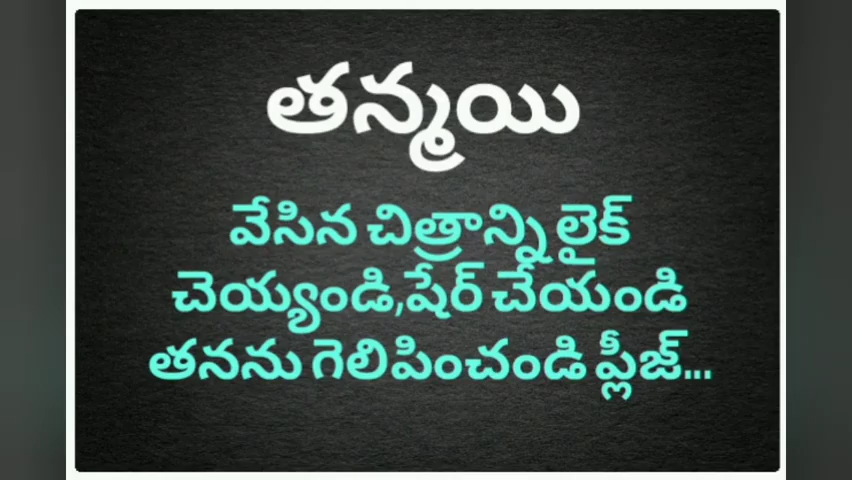 తన్మయి
వేసిన చిత్రాన్ని లైక్
చెయ్యండి,షేర్ చేయండి
తనను గెలిపించండి ప్లీజ్...